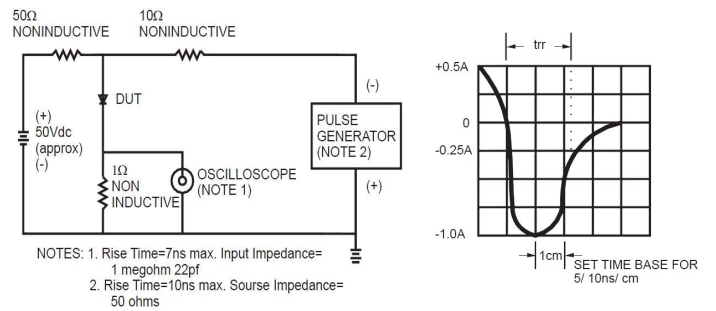 50Ω
NONINDUCTIVE
10Ω
NONINDUCTIVE
DUT
(+)
50Vdc
(approx)
(-)
1Ω
NON
INDUCTIVE
OSCILLOSCOPE
(NOTE 1)
(-)
PULSE
GENERATOR
(NOTE 2)
(+)
NOTES: 1. Rise Time=7ns max. Input Impedance=
1 megohm 22pf
2. Rise Time=10ns max. Sourse Impedance=
50 ohms
trr
+0.5A
0
-0.25A
-1.0A
1cm
SET TIME BASE FOR
5/ 10ns/ cm